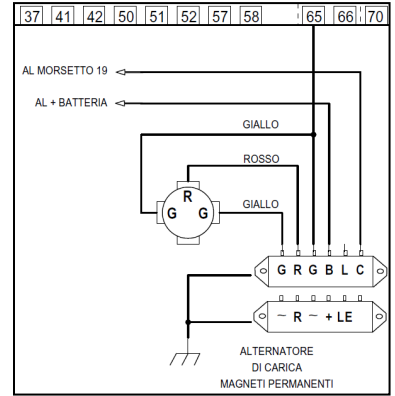 37 41 42 50 51 52 57 58 65 66 70
AL MORSETTO 19
AL + BATTERIA
GIALLO
ROSSO
R
G G
GIALLO
G R G B L C
~ R ~ + LE
ALTERNATORE
DI CARICA
MAGNETI PERMANENTI